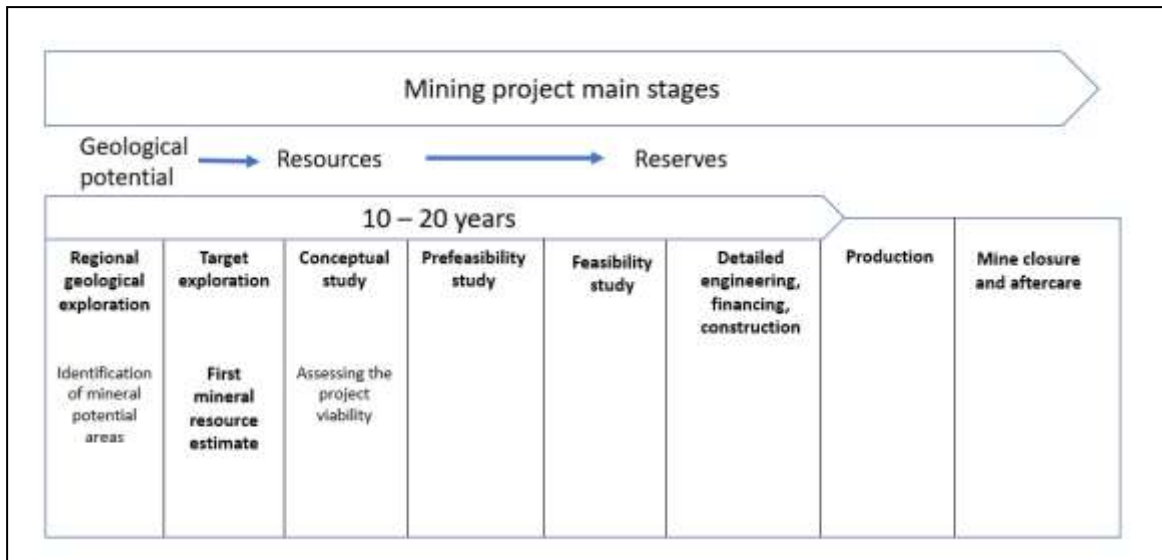 Mining project main stages
Geological
potential
Resources
Reserves
10 – 20 years
Regional
geological
exploration
Identification
of mineral
potential
areas
Target
exploration
First
mineral
resource
estimate
Conceptual
study
Assessing the
project
viability
Prefeasibility
study
Feasibility
study
Detailed
engineering,
financing,
construction
Production
Mine closure
and aftercare